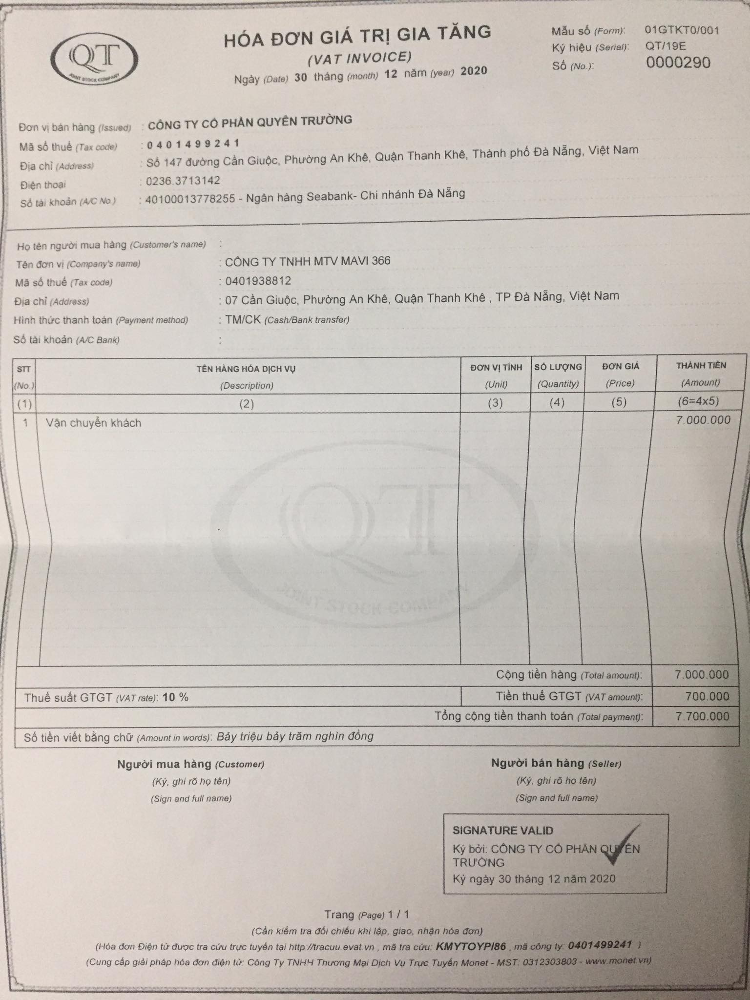 QT
JOINT STOCK COMPANY
HÓA ĐƠN GIÁ TRỊ GIA TĂNG
(VAT INVOICE)
Ngày (Date) 30 tháng (month) 12 năm (year) 2020
Mẫu số (Form): 01GTKT0/001
Ký hiệu (Serial): QT/19E
Số (No.): 0000290
Đơn vị bán hàng (Issued) : CÔNG TY CỔ PHẦN QUYỀN TRƯỜNG
Mã số thuế (Tax code) : 0401499241
Địa chỉ (Address) : Số 147 đường Cần Giuộc, Phường An Khê, Quận Thanh Khê, Thành phố Đà Nẵng, Việt Nam
Điện thoại : 0236.3713142
Số tài khoản (A/C No.) : 40100013778255 - Ngân hàng Seabank- Chi nhánh Đà Nẵng
Họ tên người mua hàng (Customer's name) :
Tên đơn vị (Company's name) : CÔNG TY TNHH MTV MAVI 366
Mã số thuế (Tax code) : 0401938812
Địa chỉ (Address) : 07 Cần Giuộc, Phường An Khê, Quận Thanh Khê , TP Đà Nẵng, Việt Nam
Hình thức thanh toán (Payment method) : TM/CK (Cash/Bank transfer)
Số tài khoản (A/C Bank) :
STT TÊN HÀNG HÓA DỊCH VỤ ĐƠN VỊ TÍNH SỐ LƯỢNG ĐƠN GIÁ THÀNH TIỀN
(No.) (Description) (Unit) (Quantity) (Price) (Amount)
(1) (2) (3) (4) (5) (6=4x5)
1 Vận chuyển khách 7.000.000
QT
JOINT STOCK COMPANY
Cộng tiền hàng (Total amount): 7.000.000
Thuế suất GTGT (VAT rate): 10 % Tiền thuế GTGT (VAT amount): 700.000
Tổng cộng tiền thanh toán (Total payment): 7.700.000
Số tiền viết bằng chữ (Amount in words): Bảy triệu bảy trăm nghìn đồng
Người mua hàng (Customer) Người bán hàng (Seller)
(Ký, ghi rõ họ tên) (Ký, ghi rõ họ tên)
(Sign and full name) (Sign and full name)
SIGNATURE VALID
Ký bởi: CÔNG TY CỔ PHẦN QUYỀN
TRƯỜNG
Ký ngày 30 tháng 12 năm 2020
Trang (Page) 1 / 1
(Cần kiểm tra đối chiếu khi lập, giao, nhận hóa đơn)
(Hóa đơn Điện tử được tra cứu trực tuyến tại http://tracuu.evat.vn , mã tra cứu: KMYTOYPI86 , mã công ty: 0401499241 )
(Cung cấp giải pháp hóa đơn điện tử: Công Ty TNHH Thương Mại Dịch Vụ Trực Tuyến Monet - MST: 0312303803 - www.monet.vn)